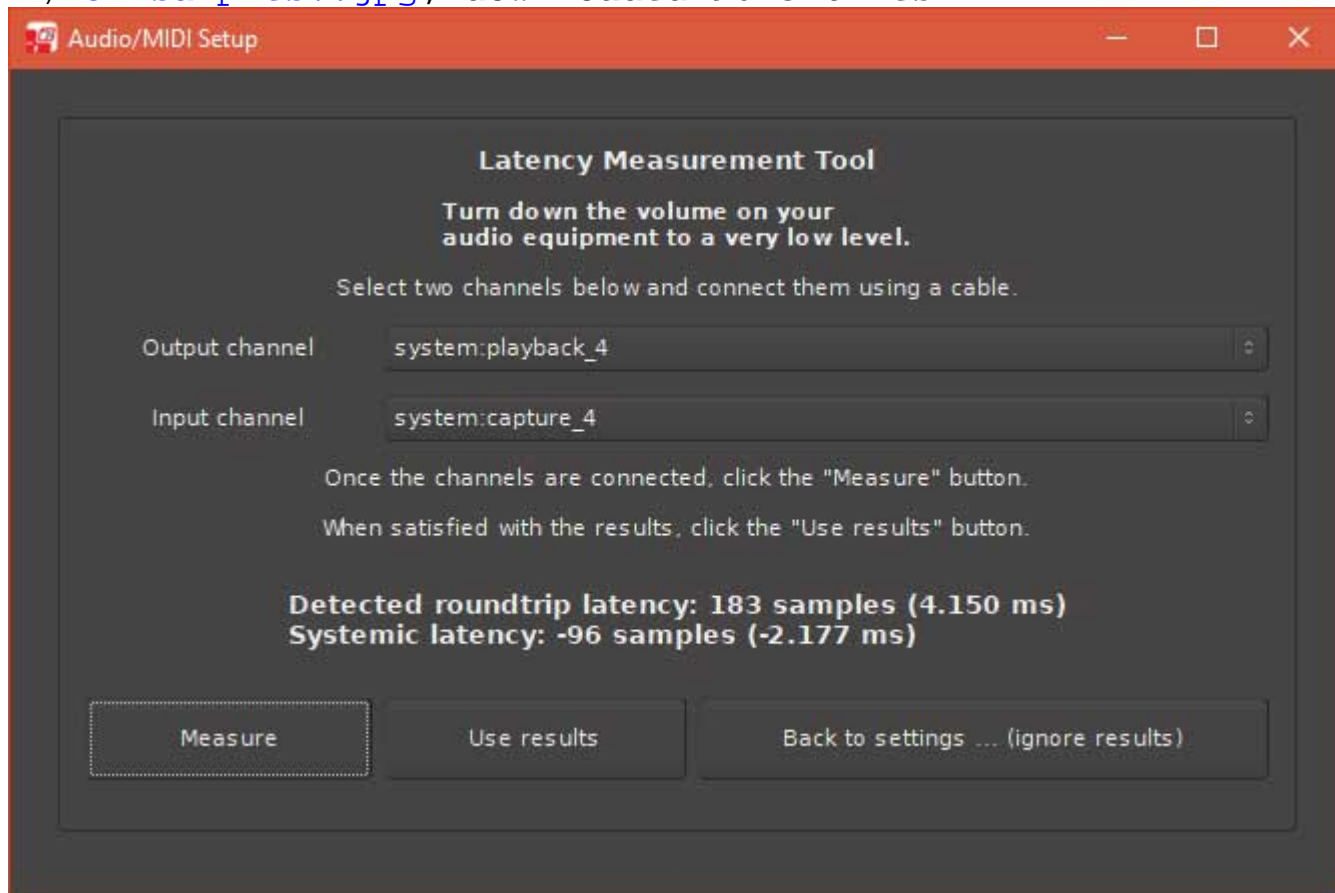 Audio/MIDI Setup
Latency Measurement Tool
Turn down the volume on your
audio equipment to a very low level.
Select two channels below and connect them using a cable.
Output channel system:playback_4
Input channel system:capture_4
Once the channels are connected, click the "Measure" button.
When satisfied with the results, click the "Use results" button.
Detected roundtrip latency: 183 samples (4.150 ms)
Systemic latency: -96 samples (-2.177 ms)
Measure Use results Back to settings ... (ignore results)